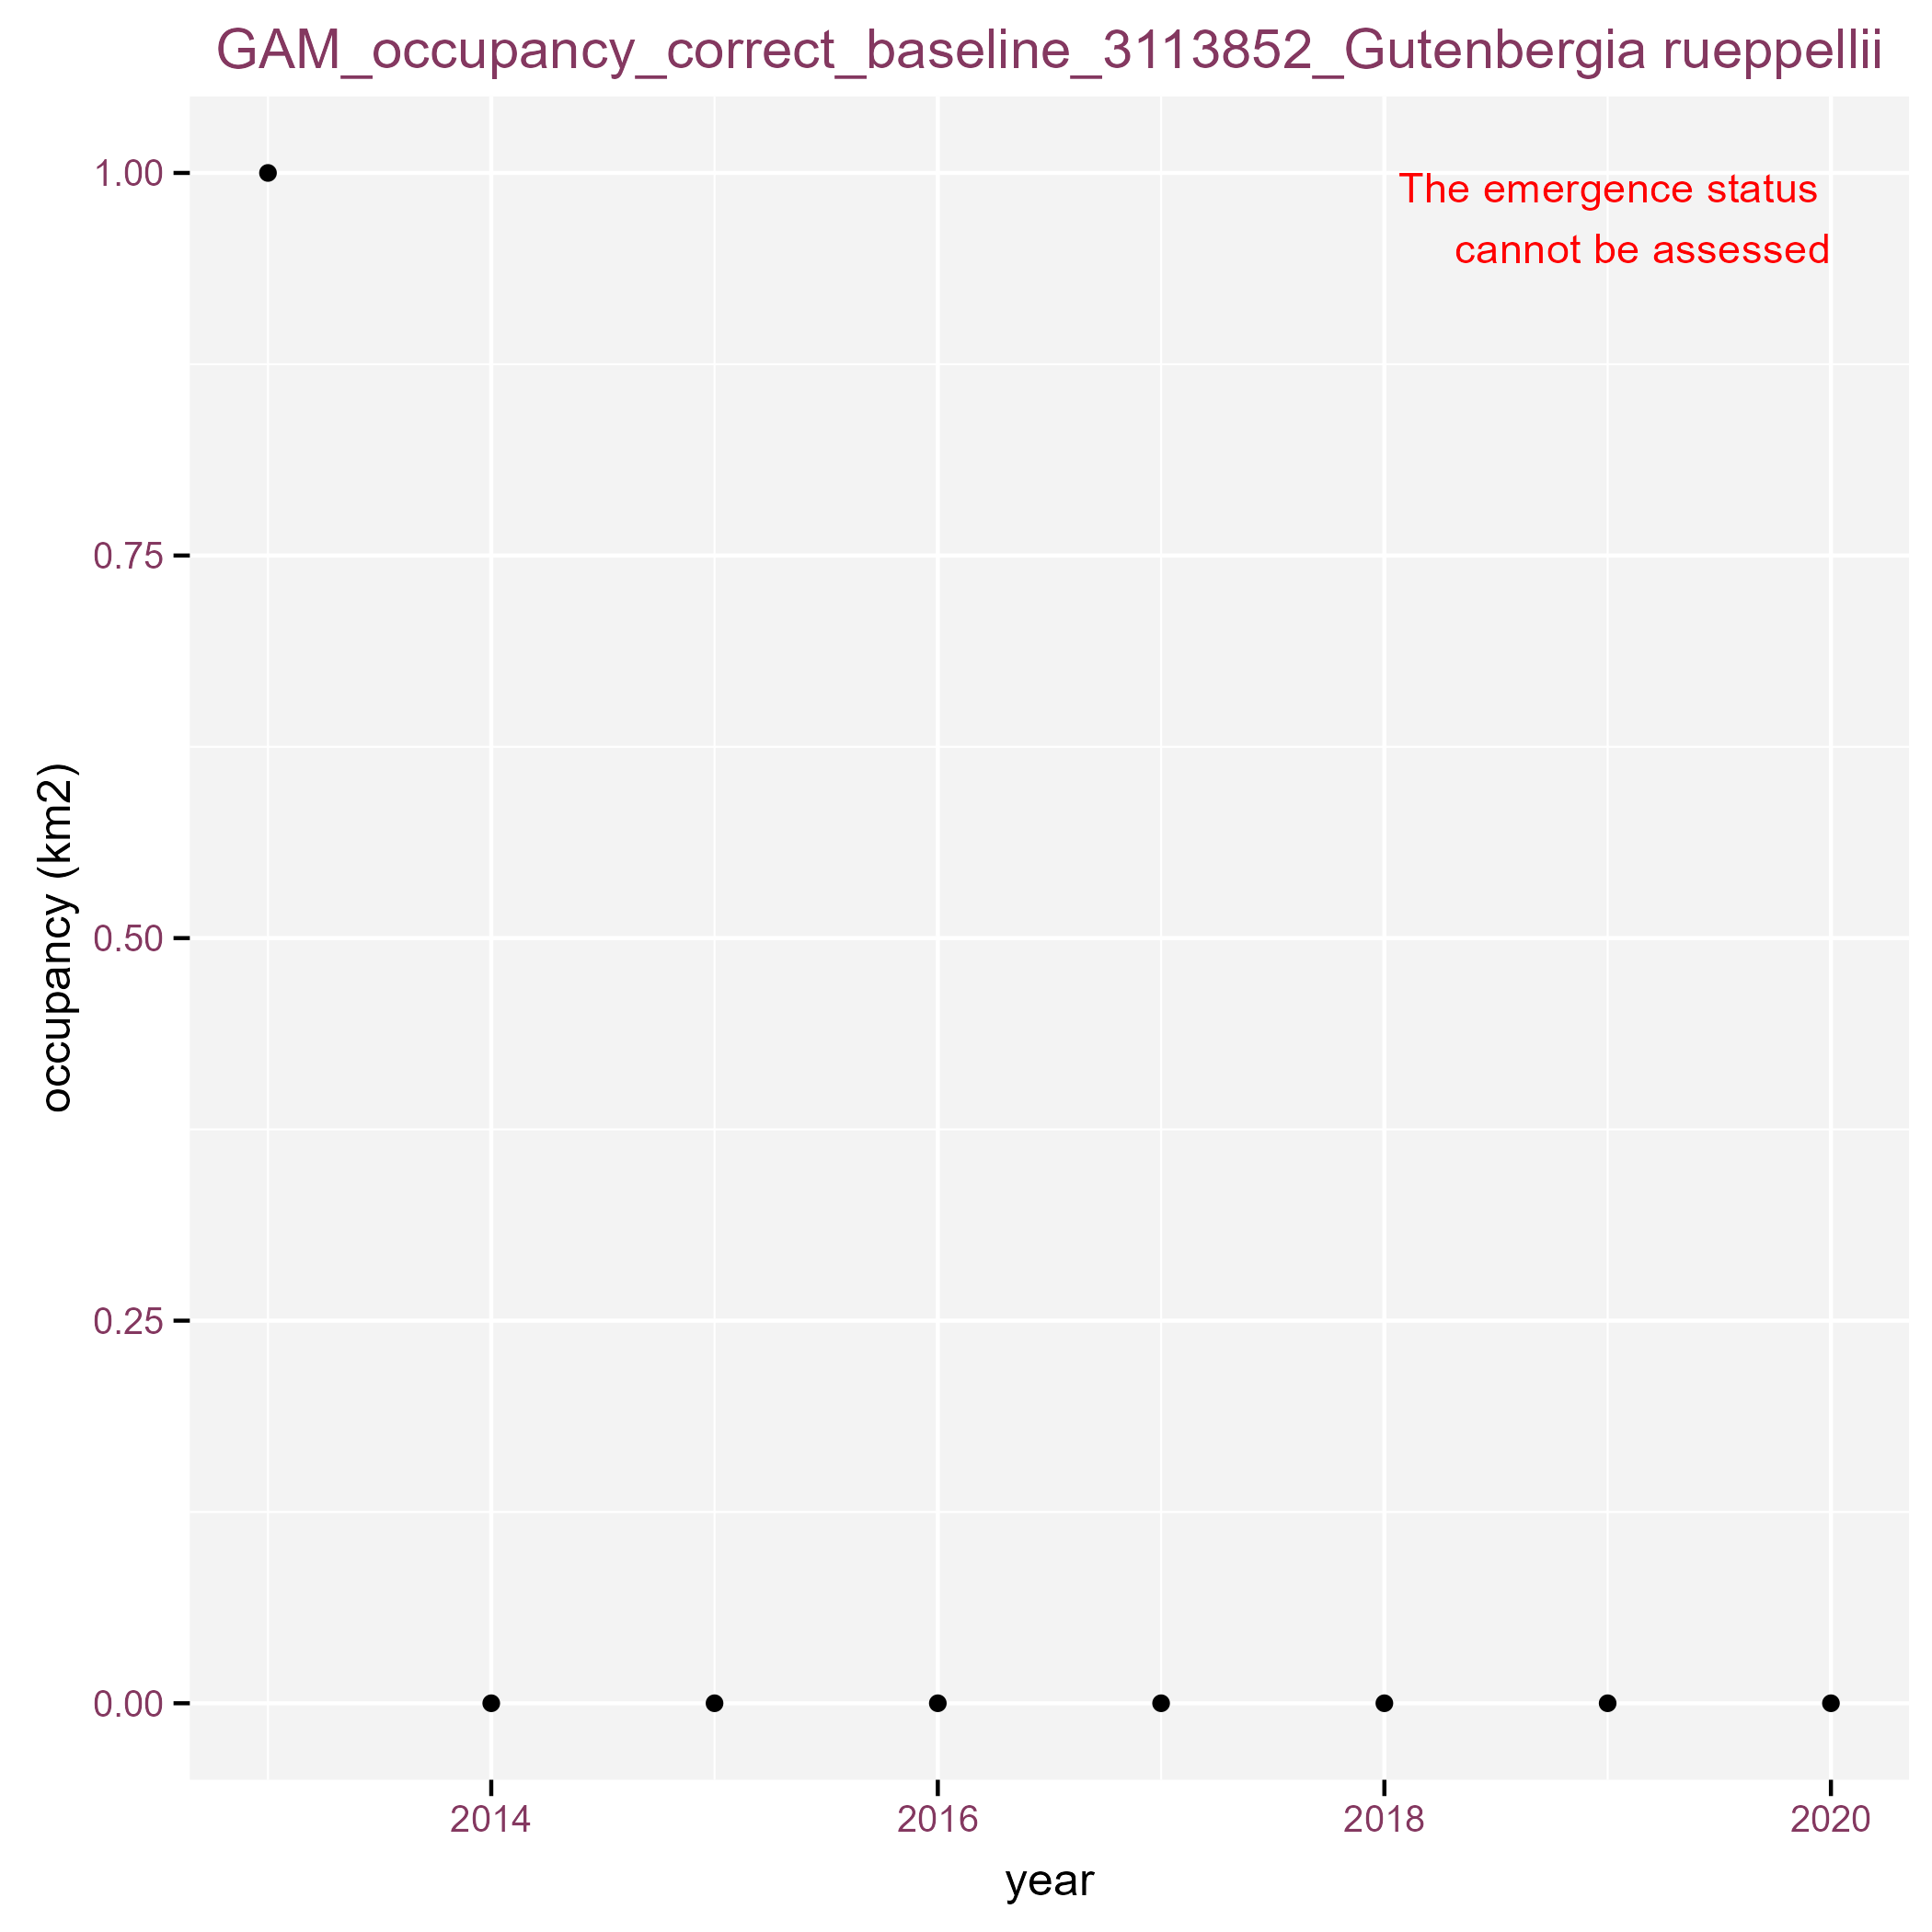 GAM_occupancy_correct_baseline_3113852_Gutenbergia rueppellii
The emergence status
cannot be assessed
1.00
0.75
0.50
0.25
0.00
occupancy (km2)
2014
2016
2018
2020
year